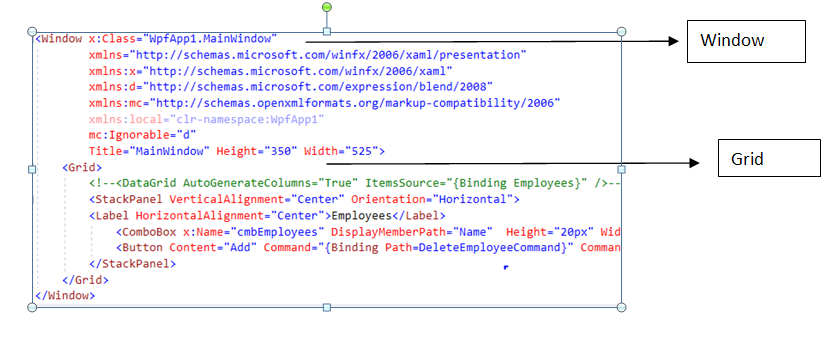 <Window x:Class="WpfApp1.MainWindow"
Window
xmlns="http://schemas.microsoft.com/winfx/2006/xaml/presentation"
xmlns:x="http://schemas.microsoft.com/winfx/2006/xaml"
xmlns:d="http://schemas.microsoft.com/expression/blend/2008"
xmlns:mc="http://schemas.openxmlformats.org/markup-compatibility/2006"
xmlns:local="clr-namespace:WpfApp1"
mc:Ignorable="d"
Title="MainWindow" Height="350" Width="525">
Grid
<Grid>
<!--<DataGrid AutoGenerateColumns="True" ItemsSource="{Binding Employees}" />--
<StackPanel VerticalAlignment="Center" Orientation="Horizontal">
<Label HorizontalAlignment="Center">Employees</Label>
<ComboBox x:Name="cmbEmployees" DisplayMemberPath="Name" Height="20px" Wid
<Button Content="Add" Command="{Binding Path=DeleteEmployeeCommand}" Comman
</StackPanel>
</Grid>
</Window>